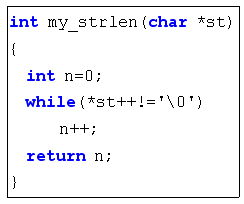 int my_strlen(char *st)
{
int n=0;
while(*st++!='\0')
n++;
return n;
}